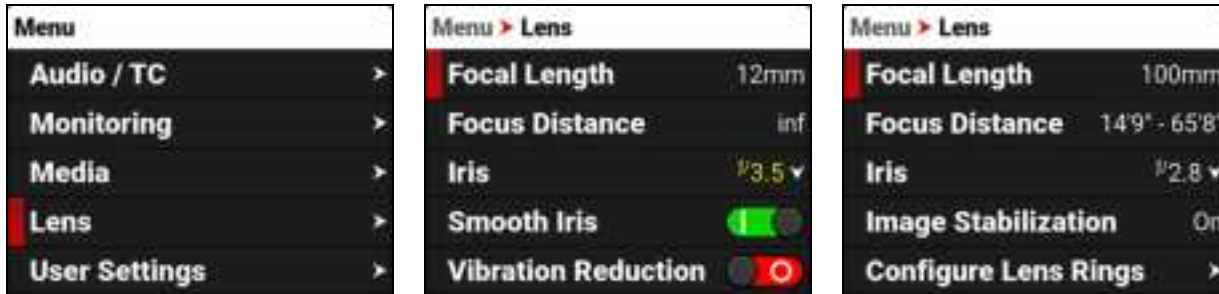 Menu
Audio / TC
Monitoring
Media
Lens
User Settings
Menu > Lens
Focal Length 12mm
Focus Distance inf
Iris f/3.5
Smooth Iris
Vibration Reduction
Menu > Lens
Focal Length 100mm
Focus Distance 14'9" - 65'8"
Iris f/2.8
Image Stabilization On
Configure Lens Rings